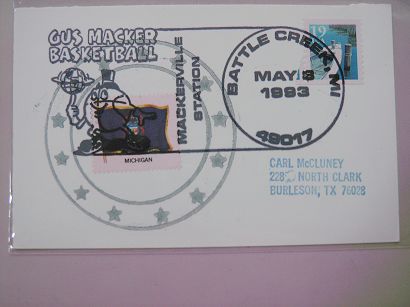 GUS MACKER
BASKETBALL
MACKERVILLE
STATION
BATTLE CREEK, MI
MAY 8
1993
49017
19
MICHIGAN
CARL McCLUNEY
NORTH CLARK
BURLESON, TX 76028